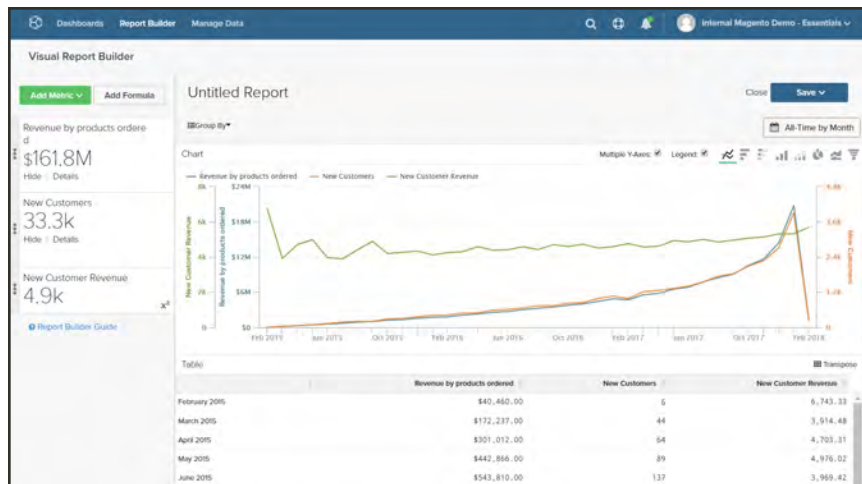 Dashboards Report Builder Manage Data Internal Magento Demo - Essentials
Visual Report Builder
Add Metric Add Formula
Untitled Report
Close Save
Group By
All-Time by Month
Revenue by products ordere
d
$161.8M
Hide Details
New Customers
33.3k
Hide Details
New Customer Revenue
4.9k x²
Report Builder Guide
Chart Multiple Y-Axes: Legend:
Revenue by products ordered New Customers New Customer Revenue
New Customer Revenue
8k
6k
4k
2k
0
Revenue by products ordered
$24M
$18M
$12M
$6M
$0
New Customers
3.6k
1.2k
0
Feb 2015 Jun 2015 Oct 2015 Feb 2016 Jun 2016 Oct 2016 Feb 2017 Jun 2017 Oct 2017 Feb 2018
Table Transpose
Revenue by products ordered New Customers New Customer Revenue
February 2015 $40,460.00 6 6,743.33
March 2015 $172,237.00 44 3,914.48
April 2015 $301,012.00 64 4,703.31
May 2015 $442,866.00 89 4,976.02
June 2015 $543,810.00 137 3,969.42